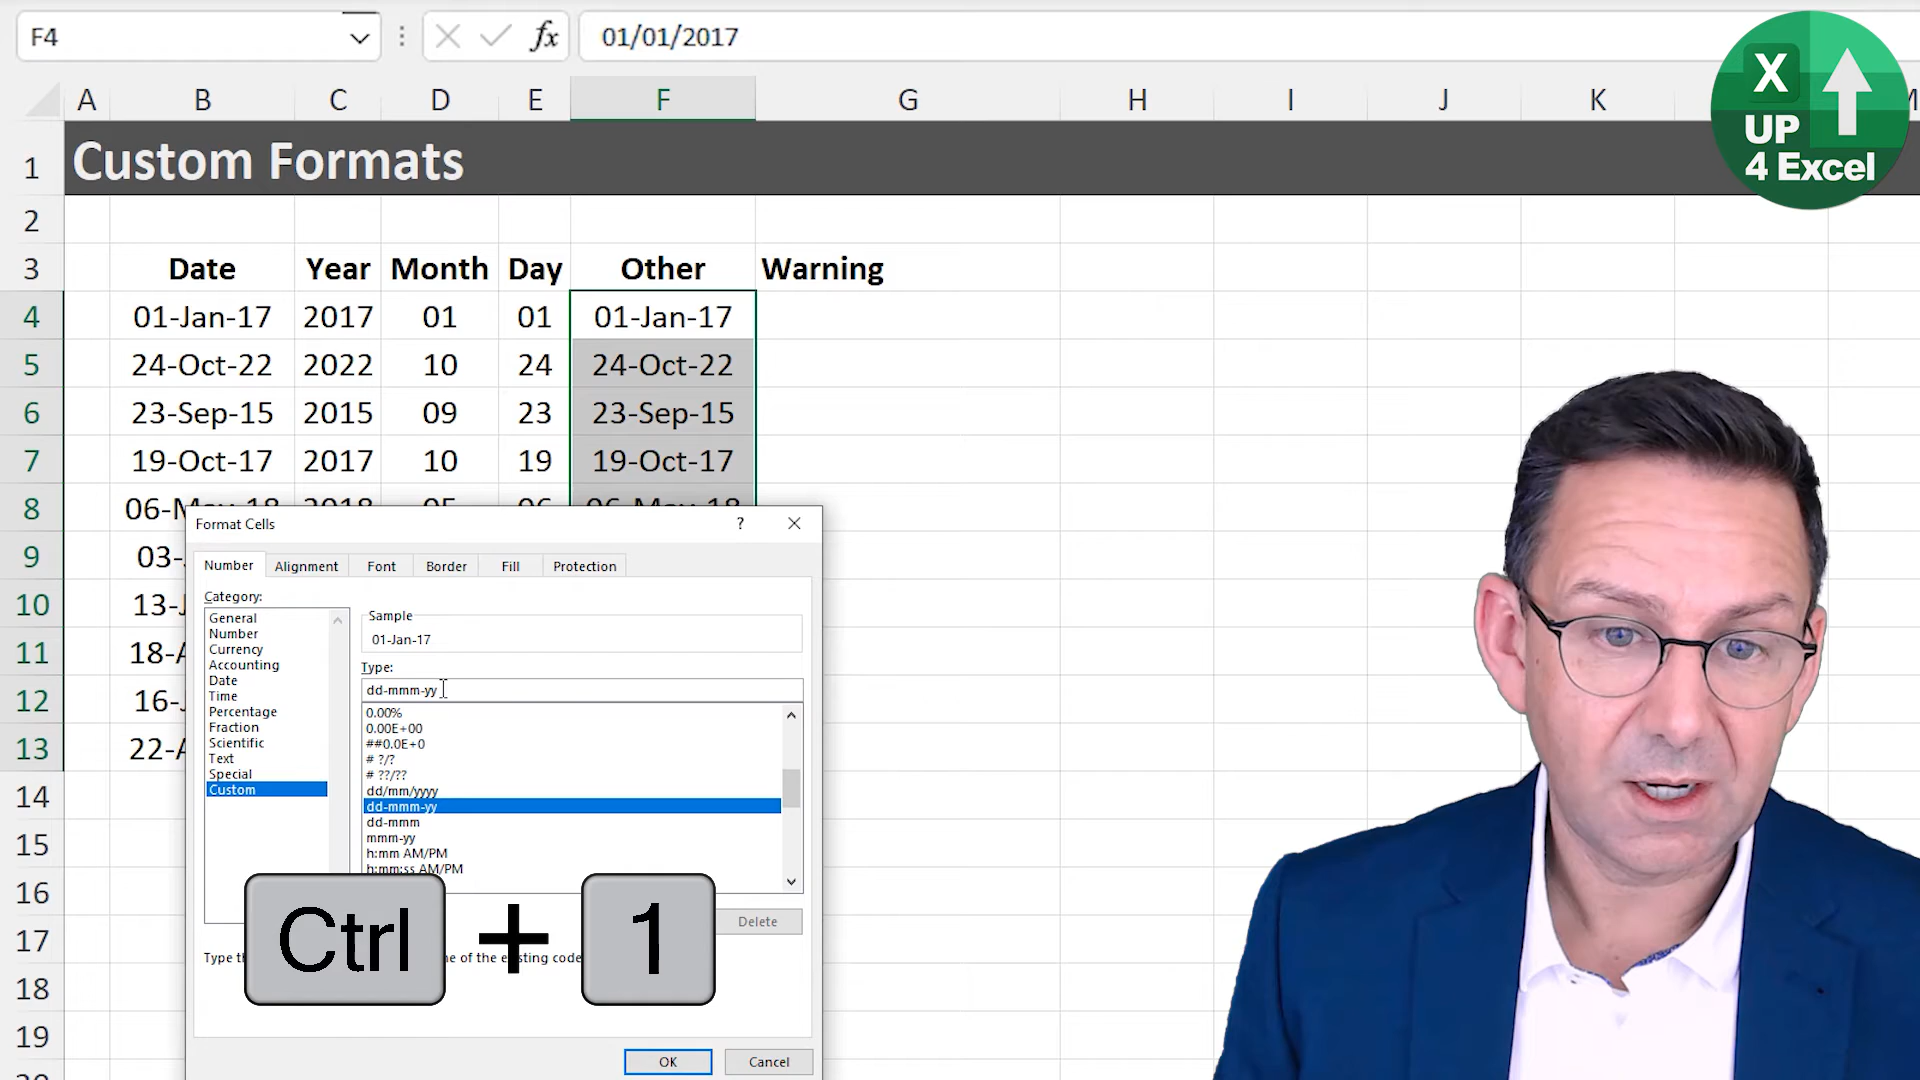 F4
fx
01/01/2017
X
UP
4 Excel
A B C D E F G H I J K M
1 Custom Formats
2
3 Date Year Month Day Other Warning
4 01-Jan-17 2017 01 01 01-Jan-17
5 24-Oct-22 2022 10 24 24-Oct-22
6 23-Sep-15 2015 09 23 23-Sep-15
7 19-Oct-17 2017 10 19 19-Oct-17
8 06-May-18 2018 05 06 06-May-18
9 03-
10 13-
11 18-A
12 16-
13 22-A
14
15
16
17
18
19
Format Cells
?
Number Alignment Font Border Fill Protection
Category:
General
Number
Currency
Accounting
Date
Time
Percentage
Fraction
Scientific
Text
Special
Custom
Sample
01-Jan-17
Type:
dd-mmm-yy
0.00%
0.00E+00
##0.0E+0
# ?/?
# ??/??
dd/mm/yyyy
dd-mmm-yy
dd-mmm
mmm-yy
h:mm AM/PM
h:mm:ss AM/PM
Delete
Ctrl + 1
Type
of the existing code
OK
Cancel